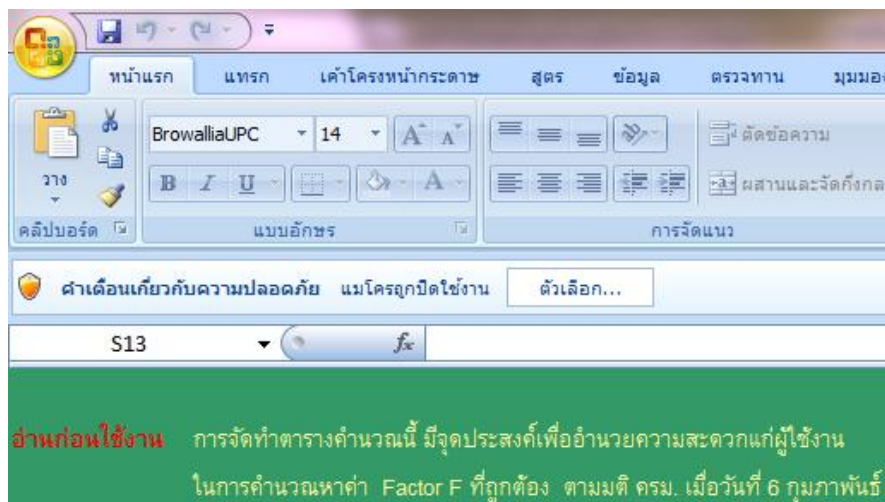 หน้าแรก แทรก เค้าโครงหน้ากระดาษ สูตร ข้อมูล ตรวจทาน มุมมอง
BrowalliaUPC 14 A A ตัดข้อความ
วาง B I U A ผสานและจัดกึ่งกล
คลิปบอร์ด แบบอักษร การจัดแนว
คำเตือนเกี่ยวกับความปลอดภัย แมโครถูกปิดใช้งาน ตัวเลือก...
S13 fx
อ่านก่อนใช้งาน การจัดทำตารางคำนวณนี้ มีจุดประสงค์เพื่ออำนวยความสะดวกแก่ผู้ใช้งาน
ในการคำนวณหาค่า Factor F ที่ถูกต้อง ตามมติ ครม. เมื่อวันที่ 6 กุมภาพันธ์